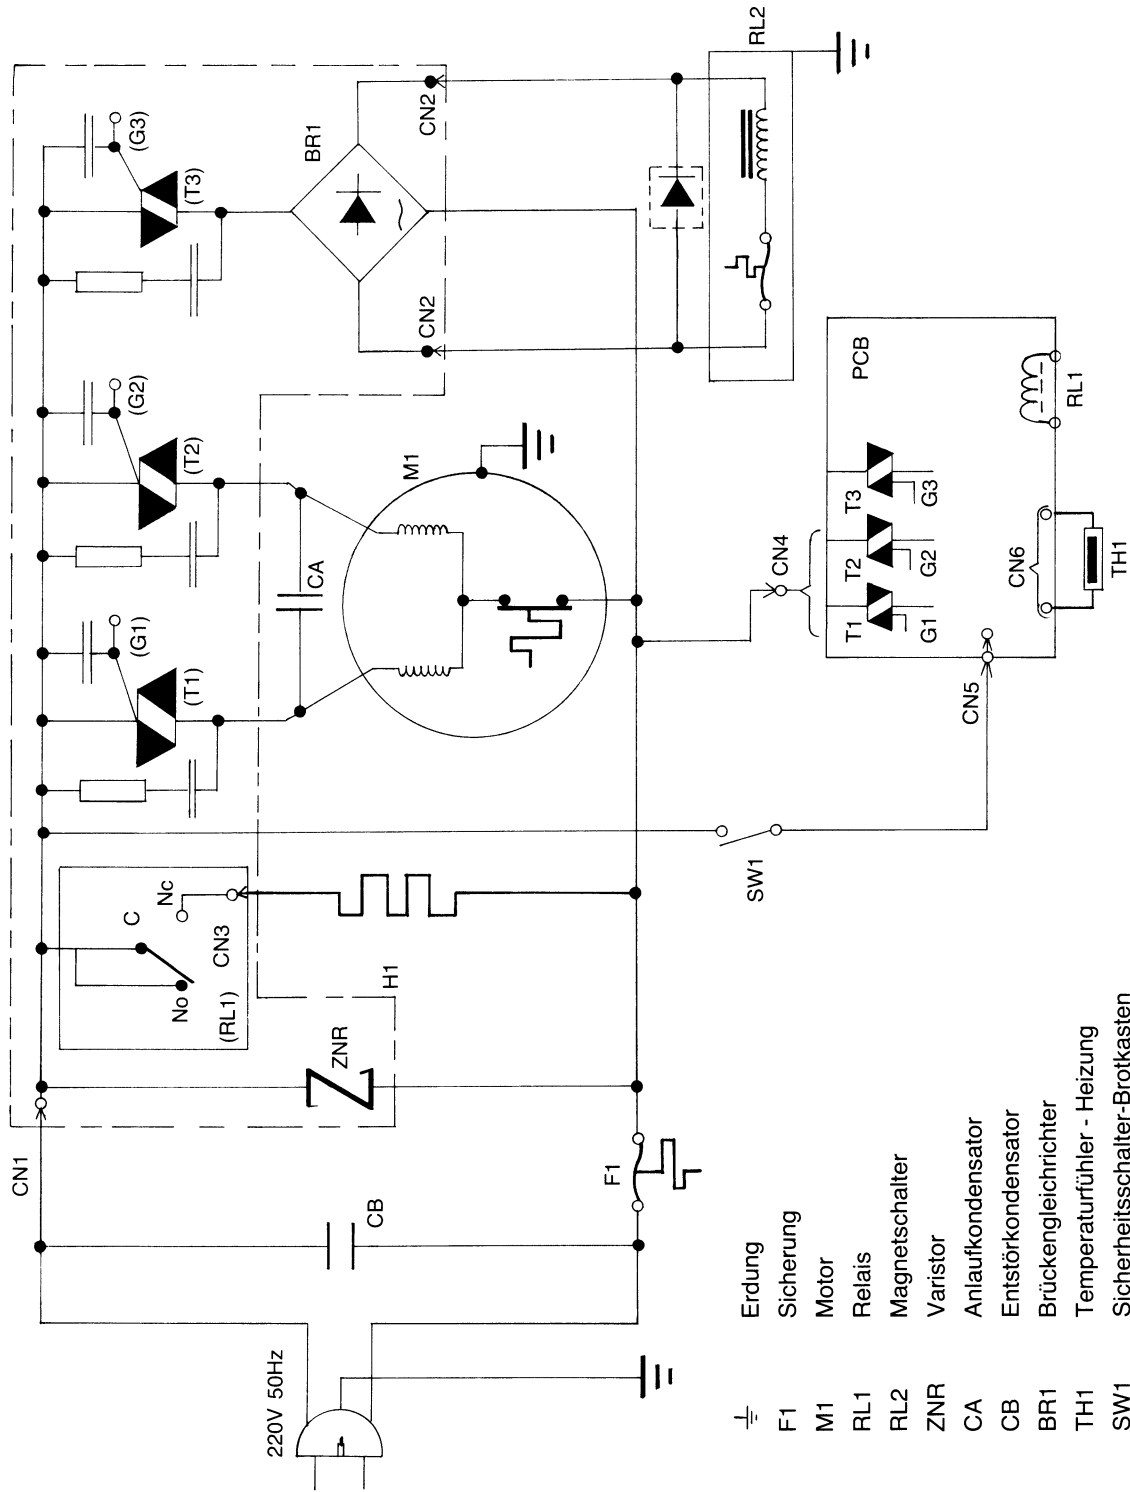 220V 50Hz
CN1
CB
F1
ZNR
H1
(RL1)
No
C
Nc
CN3
SW1
(T1)
(G1)
CA
M1
(T2)
(G2)
(T3)
(G3)
BR1
CN2
CN2
RL2
CN5
CN4
PCB
T1
T2
T3
G1
G2
G3
CN6
TH1
RL1
Erdung
F1 Sicherung
M1 Motor
RL1 Relais
RL2 Magnetschalter
ZNR Varistor
CA Anlaufkondensator
CB Entstörkondensator
BR1 Brückengleichrichter
TH1 Temperaturfühler - Heizung
SW1 Sicherheitsschalter-Brotkasten